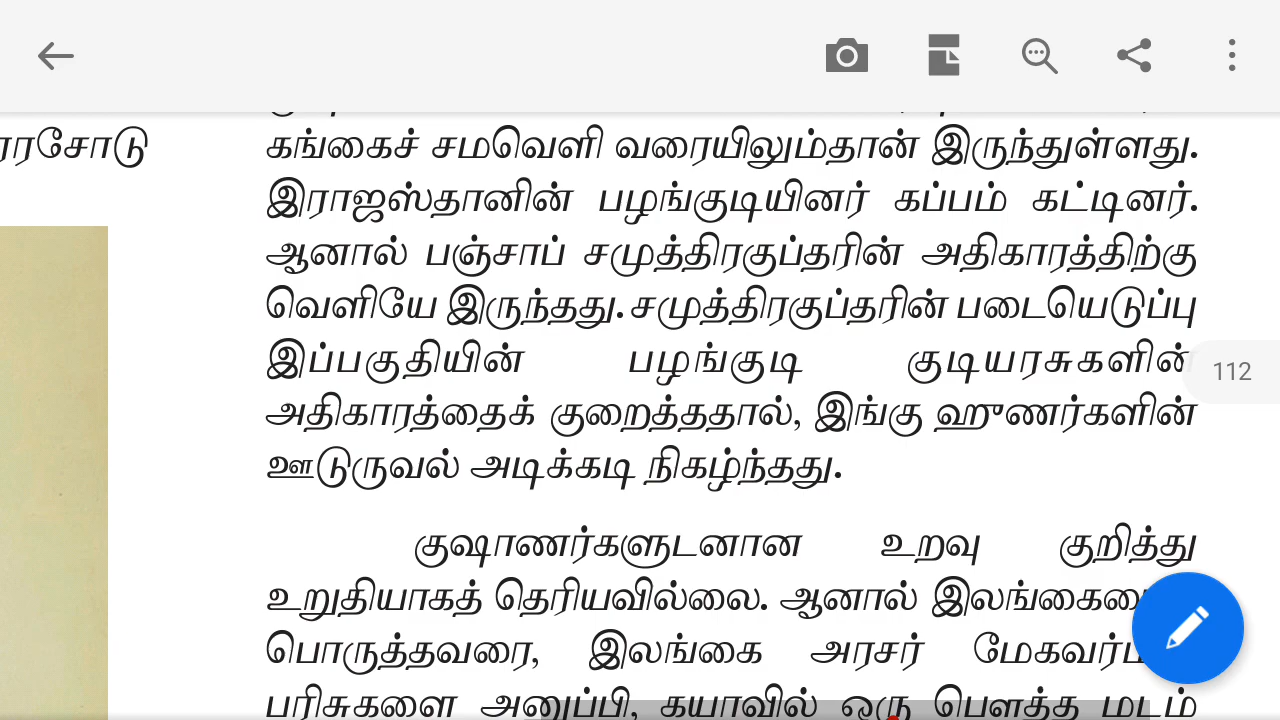 ரரசோடு
கங்கைச் சமவெளி வரையிலும்தான் இருந்துள்ளது.
இராஜஸ்தானின் பழங்குடியினர் கப்பம் கட்டினர்.
ஆனால் பஞ்சாப் சமுத்திரகுப்தரின் அதிகாரத்திற்கு
வெளியே இருந்தது. சமுத்திரகுப்தரின் படையெடுப்பு
இப்பகுதியின் பழங்குடி குடியரசுகளின்
112
அதிகாரத்தைக் குறைத்ததால், இங்கு ஹுணர்களின்
ஊடுருவல் அடிக்கடி நிகழ்ந்தது.
குஷாணர்களுடனான உறவு குறித்து
உறுதியாகத் தெரியவில்லை. ஆனால்
பொருத்தவரை, இலங்கை அரசர்
பரிசுகளை அனுப்பி, கயாவில் ஒரு பௌத்த மடம்